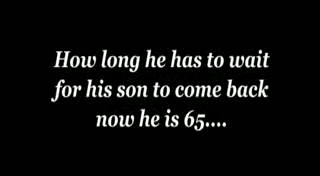 How long he has to wait
for his son to come back
now he is 65....